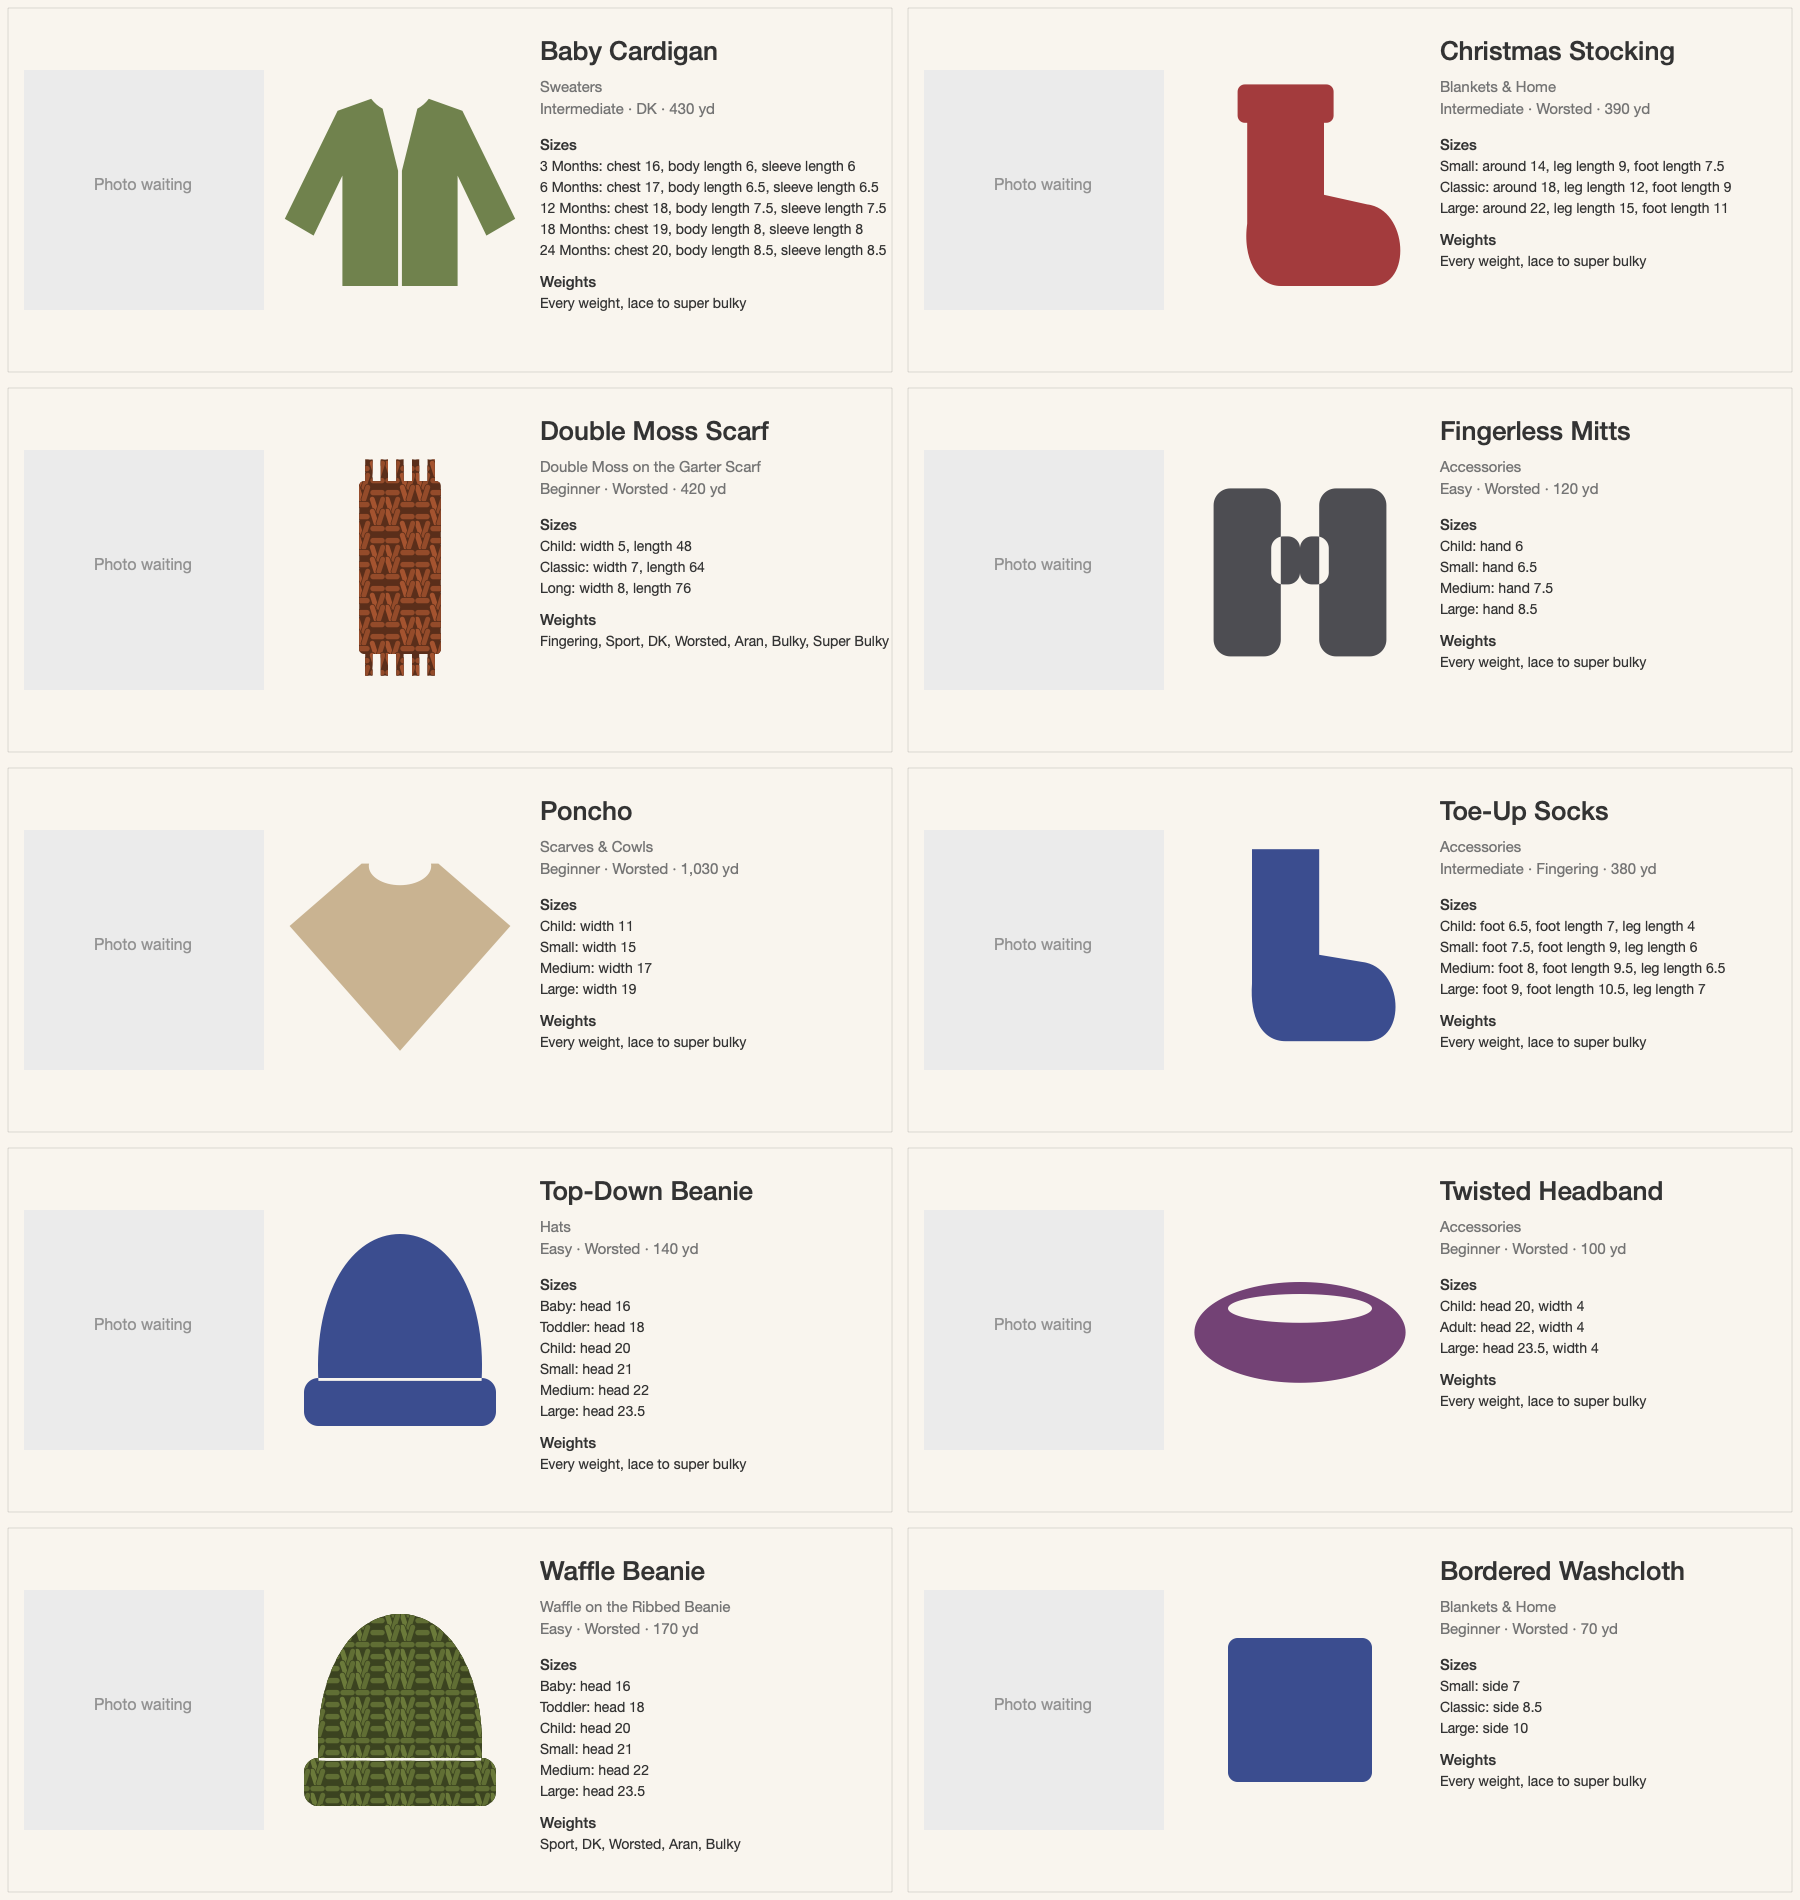 Photo waiting
Baby Cardigan
Sweaters
Intermediate · DK · 430 yd
Sizes
3 Months: chest 16, body length 6, sleeve length 6
6 Months: chest 17, body length 6.5, sleeve length 6.5
12 Months: chest 18, body length 7.5, sleeve length 7.5
18 Months: chest 19, body length 8, sleeve length 8
24 Months: chest 20, body length 8.5, sleeve length 8.5
Weights
Every weight, lace to super bulky
Photo waiting
Christmas Stocking
Blankets & Home
Intermediate · Worsted · 390 yd
Sizes
Small: around 14, leg length 9, foot length 7.5
Classic: around 18, leg length 12, foot length 9
Large: around 22, leg length 15, foot length 11
Weights
Every weight, lace to super bulky
Photo waiting
Double Moss Scarf
Double Moss on the Garter Scarf
Beginner · Worsted · 420 yd
Sizes
Child: width 5, length 48
Classic: width 7, length 64
Long: width 8, length 76
Weights
Fingering, Sport, DK, Worsted, Aran, Bulky, Super Bulky
Photo waiting
Fingerless Mitts
Accessories
Easy · Worsted · 120 yd
Sizes
Child: hand 6
Small: hand 6.5
Medium: hand 7.5
Large: hand 8.5
Weights
Every weight, lace to super bulky
Photo waiting
Poncho
Scarves & Cowls
Beginner · Worsted · 1,030 yd
Sizes
Child: width 11
Small: width 15
Medium: width 17
Large: width 19
Weights
Every weight, lace to super bulky
Photo waiting
Toe-Up Socks
Accessories
Intermediate · Fingering · 380 yd
Sizes
Child: foot 6.5, foot length 7, leg length 4
Small: foot 7.5, foot length 9, leg length 6
Medium: foot 8, foot length 9.5, leg length 6.5
Large: foot 9, foot length 10.5, leg length 7
Weights
Every weight, lace to super bulky
Photo waiting
Top-Down Beanie
Hats
Easy · Worsted · 140 yd
Sizes
Baby: head 16
Toddler: head 18
Child: head 20
Small: head 21
Medium: head 22
Large: head 23.5
Weights
Every weight, lace to super bulky
Photo waiting
Twisted Headband
Accessories
Beginner · Worsted · 100 yd
Sizes
Child: head 20, width 4
Adult: head 22, width 4
Large: head 23.5, width 4
Weights
Every weight, lace to super bulky
Photo waiting
Waffle Beanie
Waffle on the Ribbed Beanie
Easy · Worsted · 170 yd
Sizes
Baby: head 16
Toddler: head 18
Child: head 20
Small: head 21
Medium: head 22
Large: head 23.5
Weights
Sport, DK, Worsted, Aran, Bulky
Photo waiting
Bordered Washcloth
Blankets & Home
Beginner · Worsted · 70 yd
Sizes
Small: side 7
Classic: side 8.5
Large: side 10
Weights
Every weight, lace to super bulky